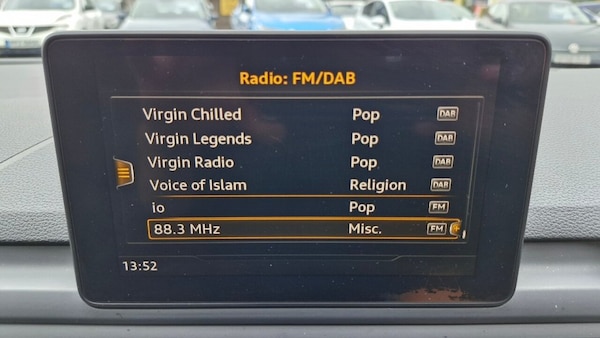 Radio: FM/DAB
Virgin Chilled Pop DAB
Virgin Legends Pop DAB
Virgin Radio Pop DAB
Voice of Islam Religion DAB
io Pop FM
88.3 MHz Misc. FM
13:52